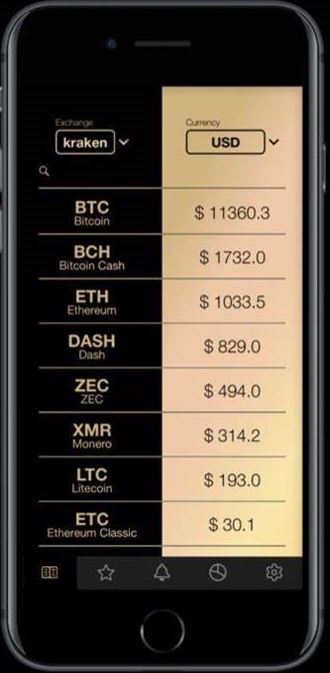 Exchange
Currency
kraken
USD
BTC
Bitcoin
$ 11360.3
BCH
Bitcoin Cash
$ 1732.0
ETH
Ethereum
$ 1033.5
DASH
Dash
$ 829.0
ZEC
ZEC
$ 494.0
XMR
Monero
$ 314.2
LTC
Litecoin
$ 193.0
ETC
Ethereum Classic
$ 30.1